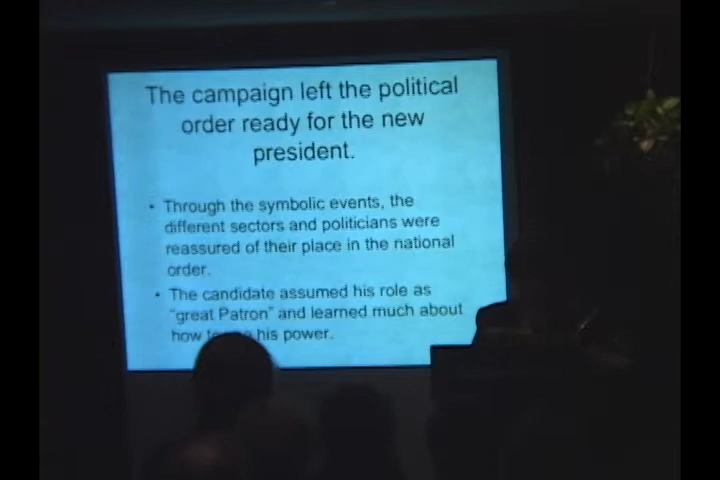 The campaign left the political
order ready for the new
president.
• Through the symbolic events, the
different sectors and politicians were
reassured of their place in the national
order.
• The candidate assumed his role as
"great Patron" and learned much about
how his power.